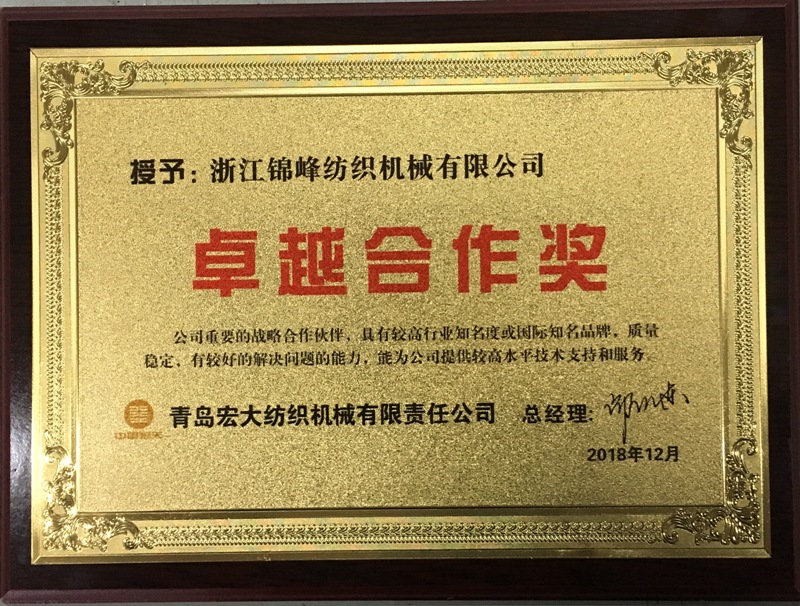 授予：浙江锦峰纺织机械有限公司
卓越合作奖
公司重要的战略合作伙伴，具有较高行业知名度或国际知名品牌，质量
稳定，有较好的解决问题的能力，能为公司提供较高水平技术支持和服务。
青岛宏大纺织机械有限责任公司 总经理：
2018年12月